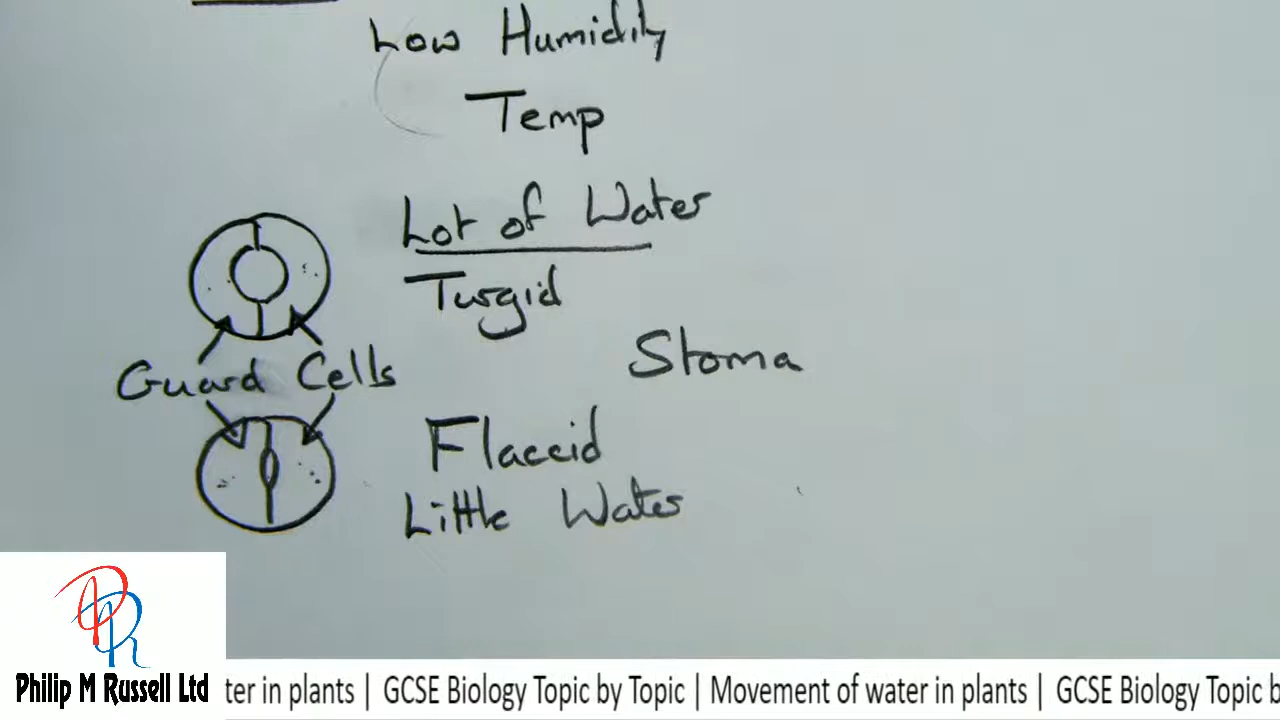 Low Humidity
Temp
Lot of Water
Turgid
Stoma
Guard Cells
Flaccid
Little Water
Philip M Russell Ltd
ter in plants | GCSE Biology Topic by Topic | Movement of water in plants | GCSE Biology Topic b